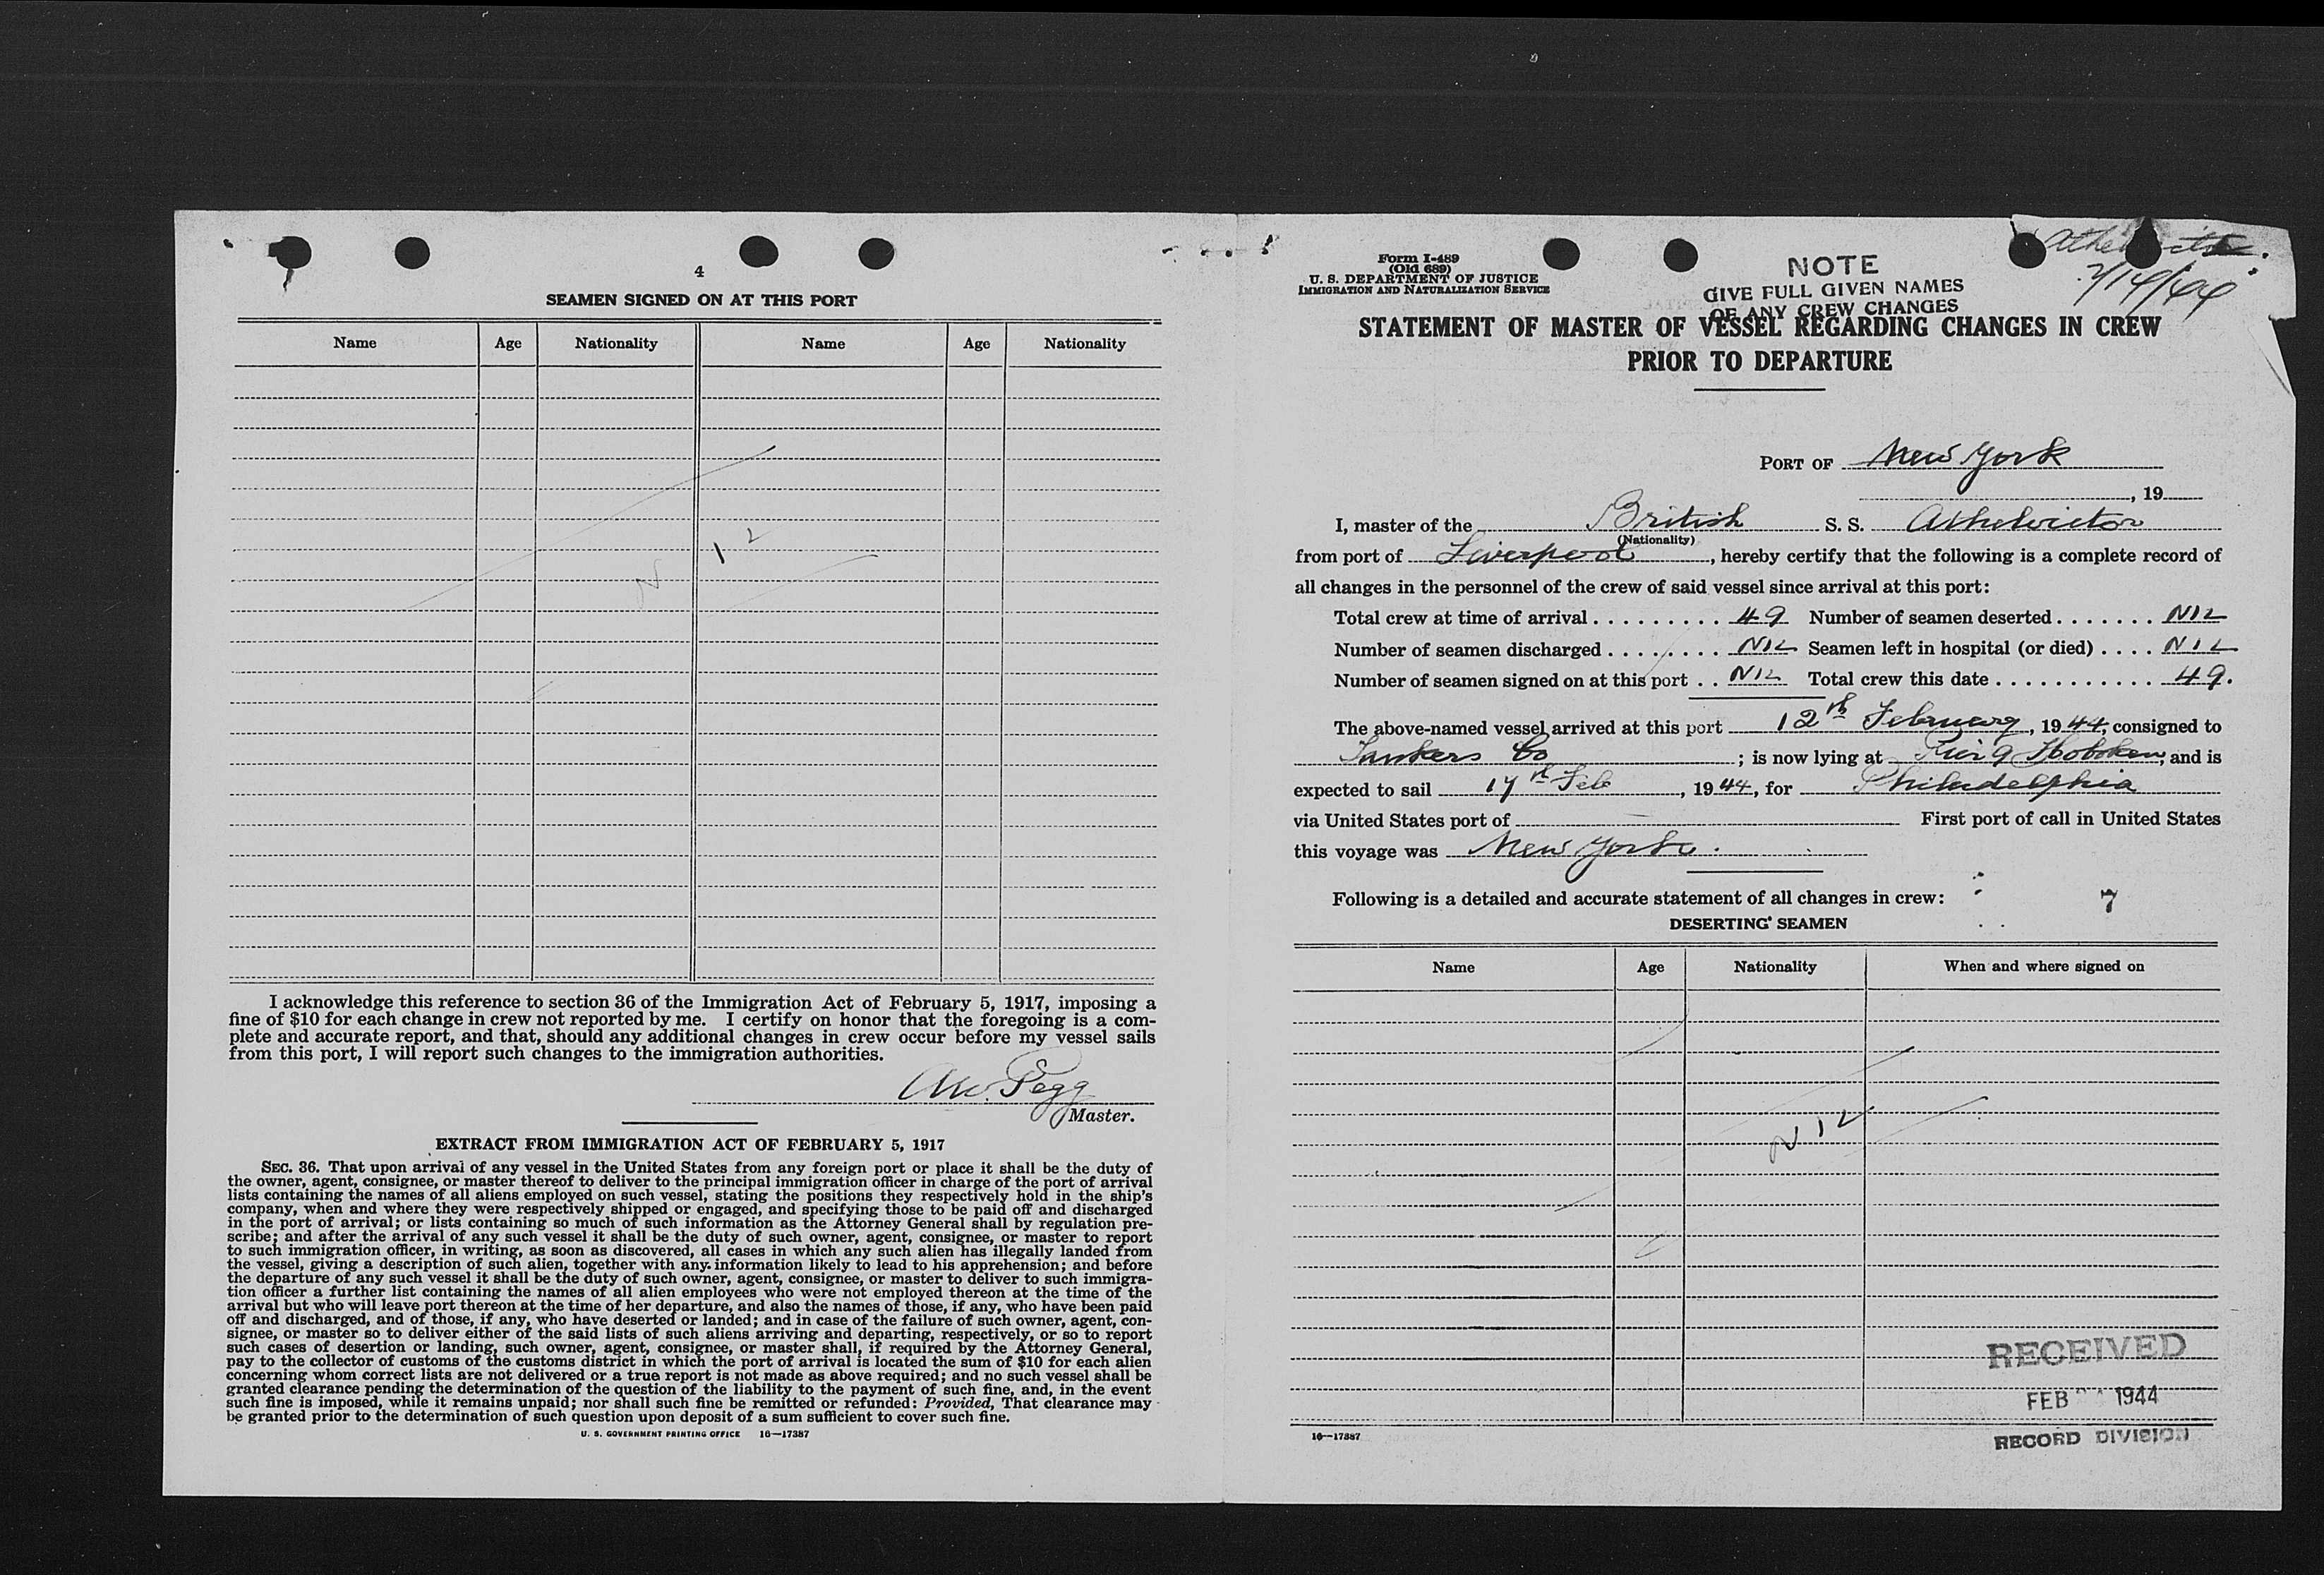 4
SEAMEN SIGNED ON AT THIS PORT
Name Age Nationality Name Age Nationality
N I L
I acknowledge this reference to section 36 of the Immigration Act of February 5, 1917, imposing a
fine of $10 for each change in crew not reported by me. I certify on honor that the foregoing is a com-
plete and accurate report, and that, should any additional changes in crew occur before my vessel sails
from this port, I will report such changes to the immigration authorities.
AW. Pegg
Master.
EXTRACT FROM IMMIGRATION ACT OF FEBRUARY 5, 1917
SEC. 36. That upon arrival of any vessel in the United States from any foreign port or place it shall be the duty of
the owner, agent, consignee, or master thereof to deliver to the principal immigration officer in charge of the port of arrival
lists containing the names of all aliens employed on such vessel, stating the positions they respectively hold in the ship's
company, when and where they were respectively shipped or engaged, and specifying those to be paid off and discharged
in the port of arrival; or lists containing so much of such information as the Attorney General shall by regulation pre-
scribe; and after the arrival of any such vessel it shall be the duty of such owner, agent, consignee, or master to report
to such immigration officer, in writing, as soon as discovered, all cases in which any such alien has illegally landed from
the vessel, giving a description of such alien, together with any information likely to lead to his apprehension; and before
the departure of any such vessel it shall be the duty of such owner, agent, consignee, or master to deliver to such immigra-
tion officer a further list containing the names of all alien employees who were not employed thereon at the time of the
arrival but who will leave port thereon at the time of her departure, and also the names of those, if any, who have been paid
off and discharged, and of those, if any, who have deserted or landed; and in case of the failure of such owner, agent, con-
signee, or master so to deliver either of the said lists of such aliens arriving and departing, respectively, or so to report
such cases of desertion or landing, such owner, agent, consignee, or master shall, if required by the Attorney General,
pay to the collector of customs of the customs district in which the port of arrival is located the sum of $10 for each alien
concerning whom correct lists are not delivered or a true report is not made as above required; and no such vessel shall be
granted clearance pending the determination of the question of the liability to the payment of such fine, and, in the event
such fine is imposed, while it remains unpaid; nor shall such fine be remitted or refunded: Provided, That clearance may
be granted prior to the determination of such question upon deposit of a sum sufficient to cover such fine.
U. S. GOVERNMENT PRINTING OFFICE 16—17387
Form I-489
(Old 689)
U. S. DEPARTMENT OF JUSTICE
IMMIGRATION AND NATURALIZATION SERVICE
NOTE
GIVE FULL GIVEN NAMES
OF ANY CREW CHANGES
2/14/44
STATEMENT OF MASTER OF VESSEL REGARDING CHANGES IN CREW
PRIOR TO DEPARTURE
PORT OF New York
, 19
I, master of the British S. S. Athelvictor
(Nationality)
from port of Liverpool, hereby certify that the following is a complete record of
all changes in the personnel of the crew of said vessel since arrival at this port:
Total crew at time of arrival . . . . . . . . . 49 Number of seamen deserted . . . . . . . NIL
Number of seamen discharged . . . . . . . . NIL Seamen left in hospital (or died) . . . . NIL
Number of seamen signed on at this port . . NIL Total crew this date . . . . . . . . . . . 49.
The above-named vessel arrived at this port 12th February, 1944, consigned to
Tankers Co ; is now lying at Pier 9 Hoboken; and is
expected to sail 17th Feb, 1944, for Philadelphia
via United States port of — First port of call in United States
this voyage was New York.
Following is a detailed and accurate statement of all changes in crew: 7
DESERTING SEAMEN
Name Age Nationality When and where signed on
N I L
RECEIVED
FEB 1944
RECORD DIVISION
16—17387